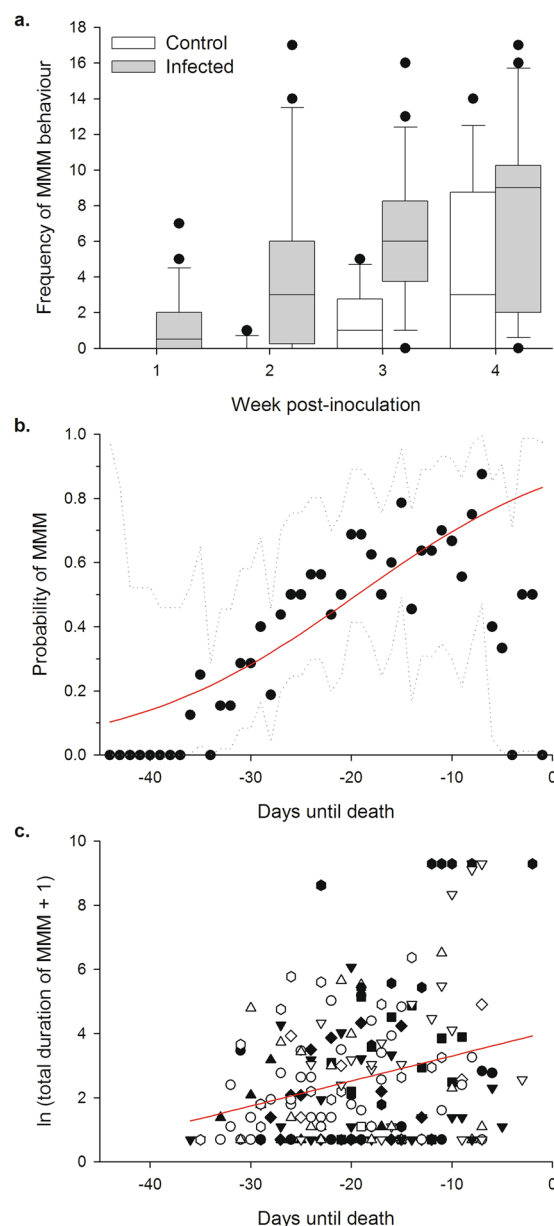 a.
Control
Infected
18
16
14
12
10
8
6
4
2
0
Frequency of MMM behaviour
1 2 3 4
Week post-inoculation
b.
1.0
0.8
0.6
0.4
0.2
0.0
Probability of MMM
-40 -30 -20 -10 0
Days until death
c.
10
8
6
4
2
0
ln (total duration of MMM + 1)
-40 -30 -20 -10 0
Days until death